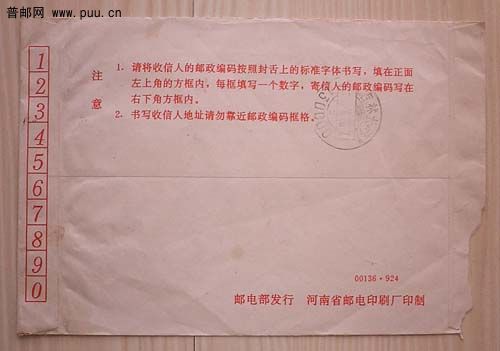 普邮网
www.puu.cn
1
2
3
4
5
6
7
8
9
0
注意
1. 请将收信人的邮政编码按照封舌上的标准字体书写，填在正面
左上角的方框内，每框填写一个数字，寄信人的邮政编码写在
右下角方框内。
2. 书写收信人地址请勿靠近邮政编码框格。
00136·924
邮电部发行 河南省邮电印刷厂印制